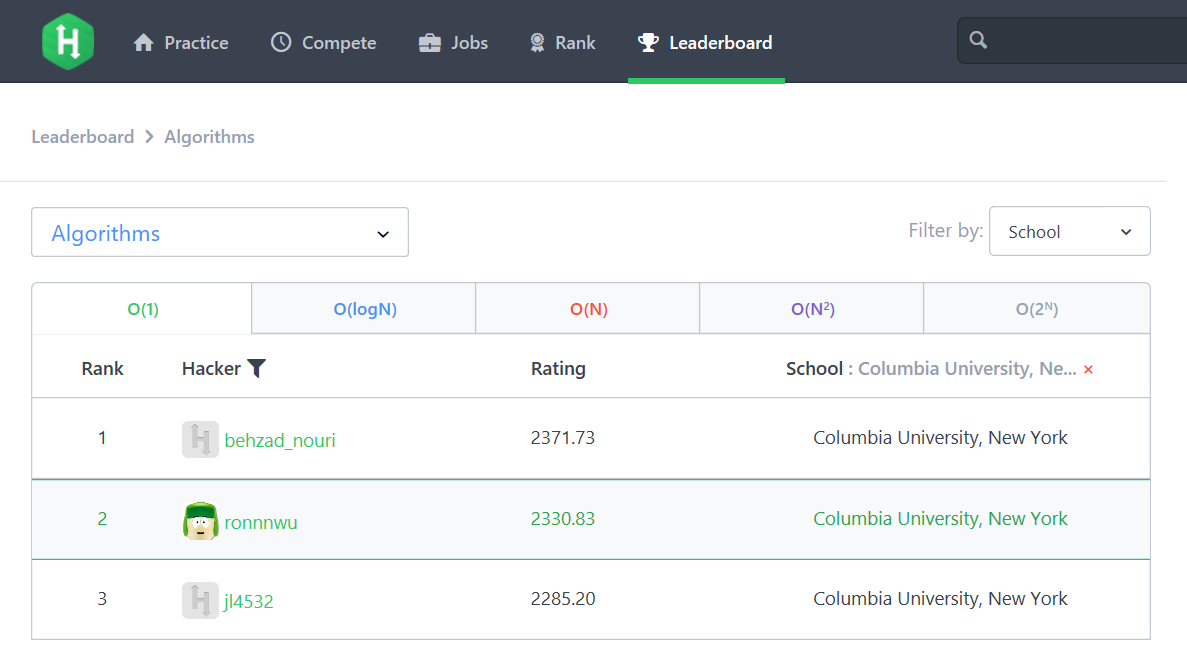 H Practice Compete Jobs Rank Leaderboard
Leaderboard > Algorithms
Algorithms Filter by: School
O(1) O(logN) O(N) O(N²) O(2ᴺ)
Rank Hacker Rating School : Columbia University, Ne... ×
1 behzad_nouri 2371.73 Columbia University, New York
2 ronnnwu 2330.83 Columbia University, New York
3 jl4532 2285.20 Columbia University, New York